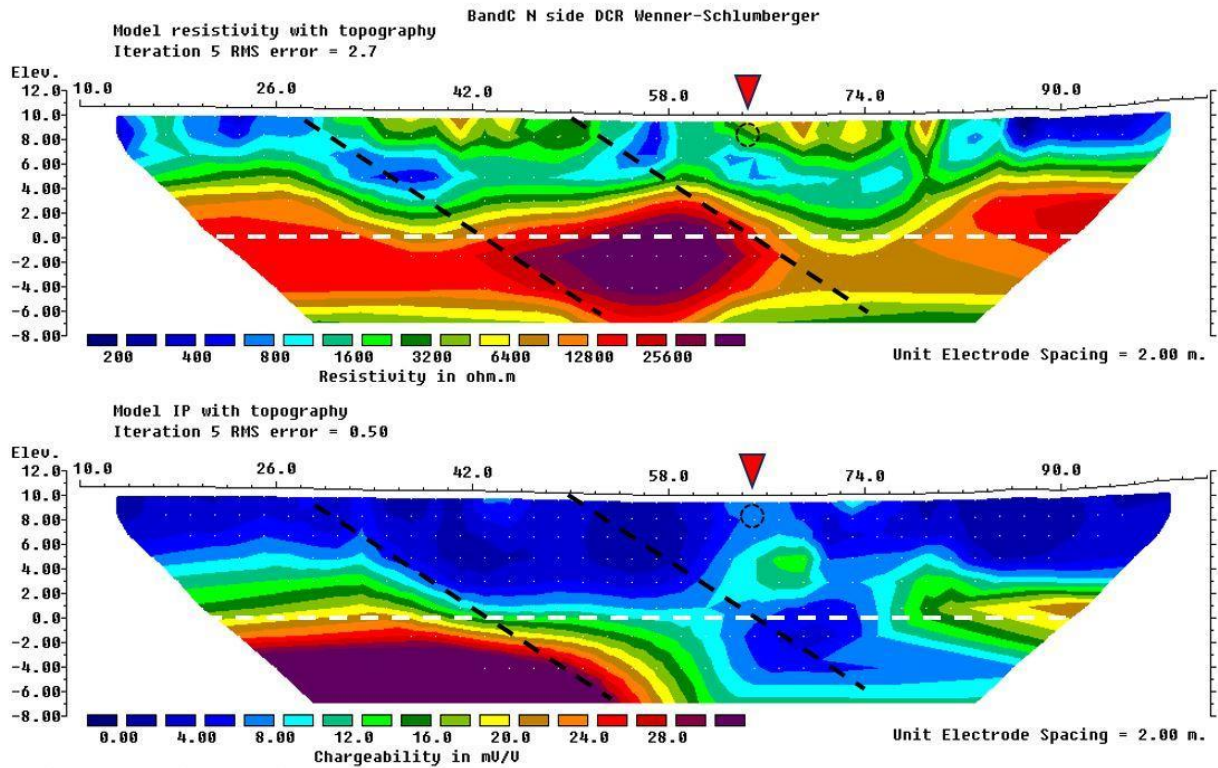 BandC N side DCR Wenner-Schlumberger
Model resistivity with topography
Iteration 5 RMS error = 2.7
Elev.
10.0 26.0 42.0 58.0 74.0 90.0
12.0
10.0
8.00
6.00
4.00
2.00
0.0
-2.00
-4.00
-6.00
-8.00
200 400 800 1600 3200 6400 12800 25600
Resistivity in ohm.m
Unit Electrode Spacing = 2.00 m.
Model IP with topography
Iteration 5 RMS error = 0.50
Elev.
10.0 26.0 42.0 58.0 74.0 90.0
12.0
10.0
8.00
6.00
4.00
2.00
0.0
-2.00
-4.00
-6.00
-8.00
0.00 4.00 8.00 12.0 16.0 20.0 24.0 28.0
Chargeability in mV/V
Unit Electrode Spacing = 2.00 m.